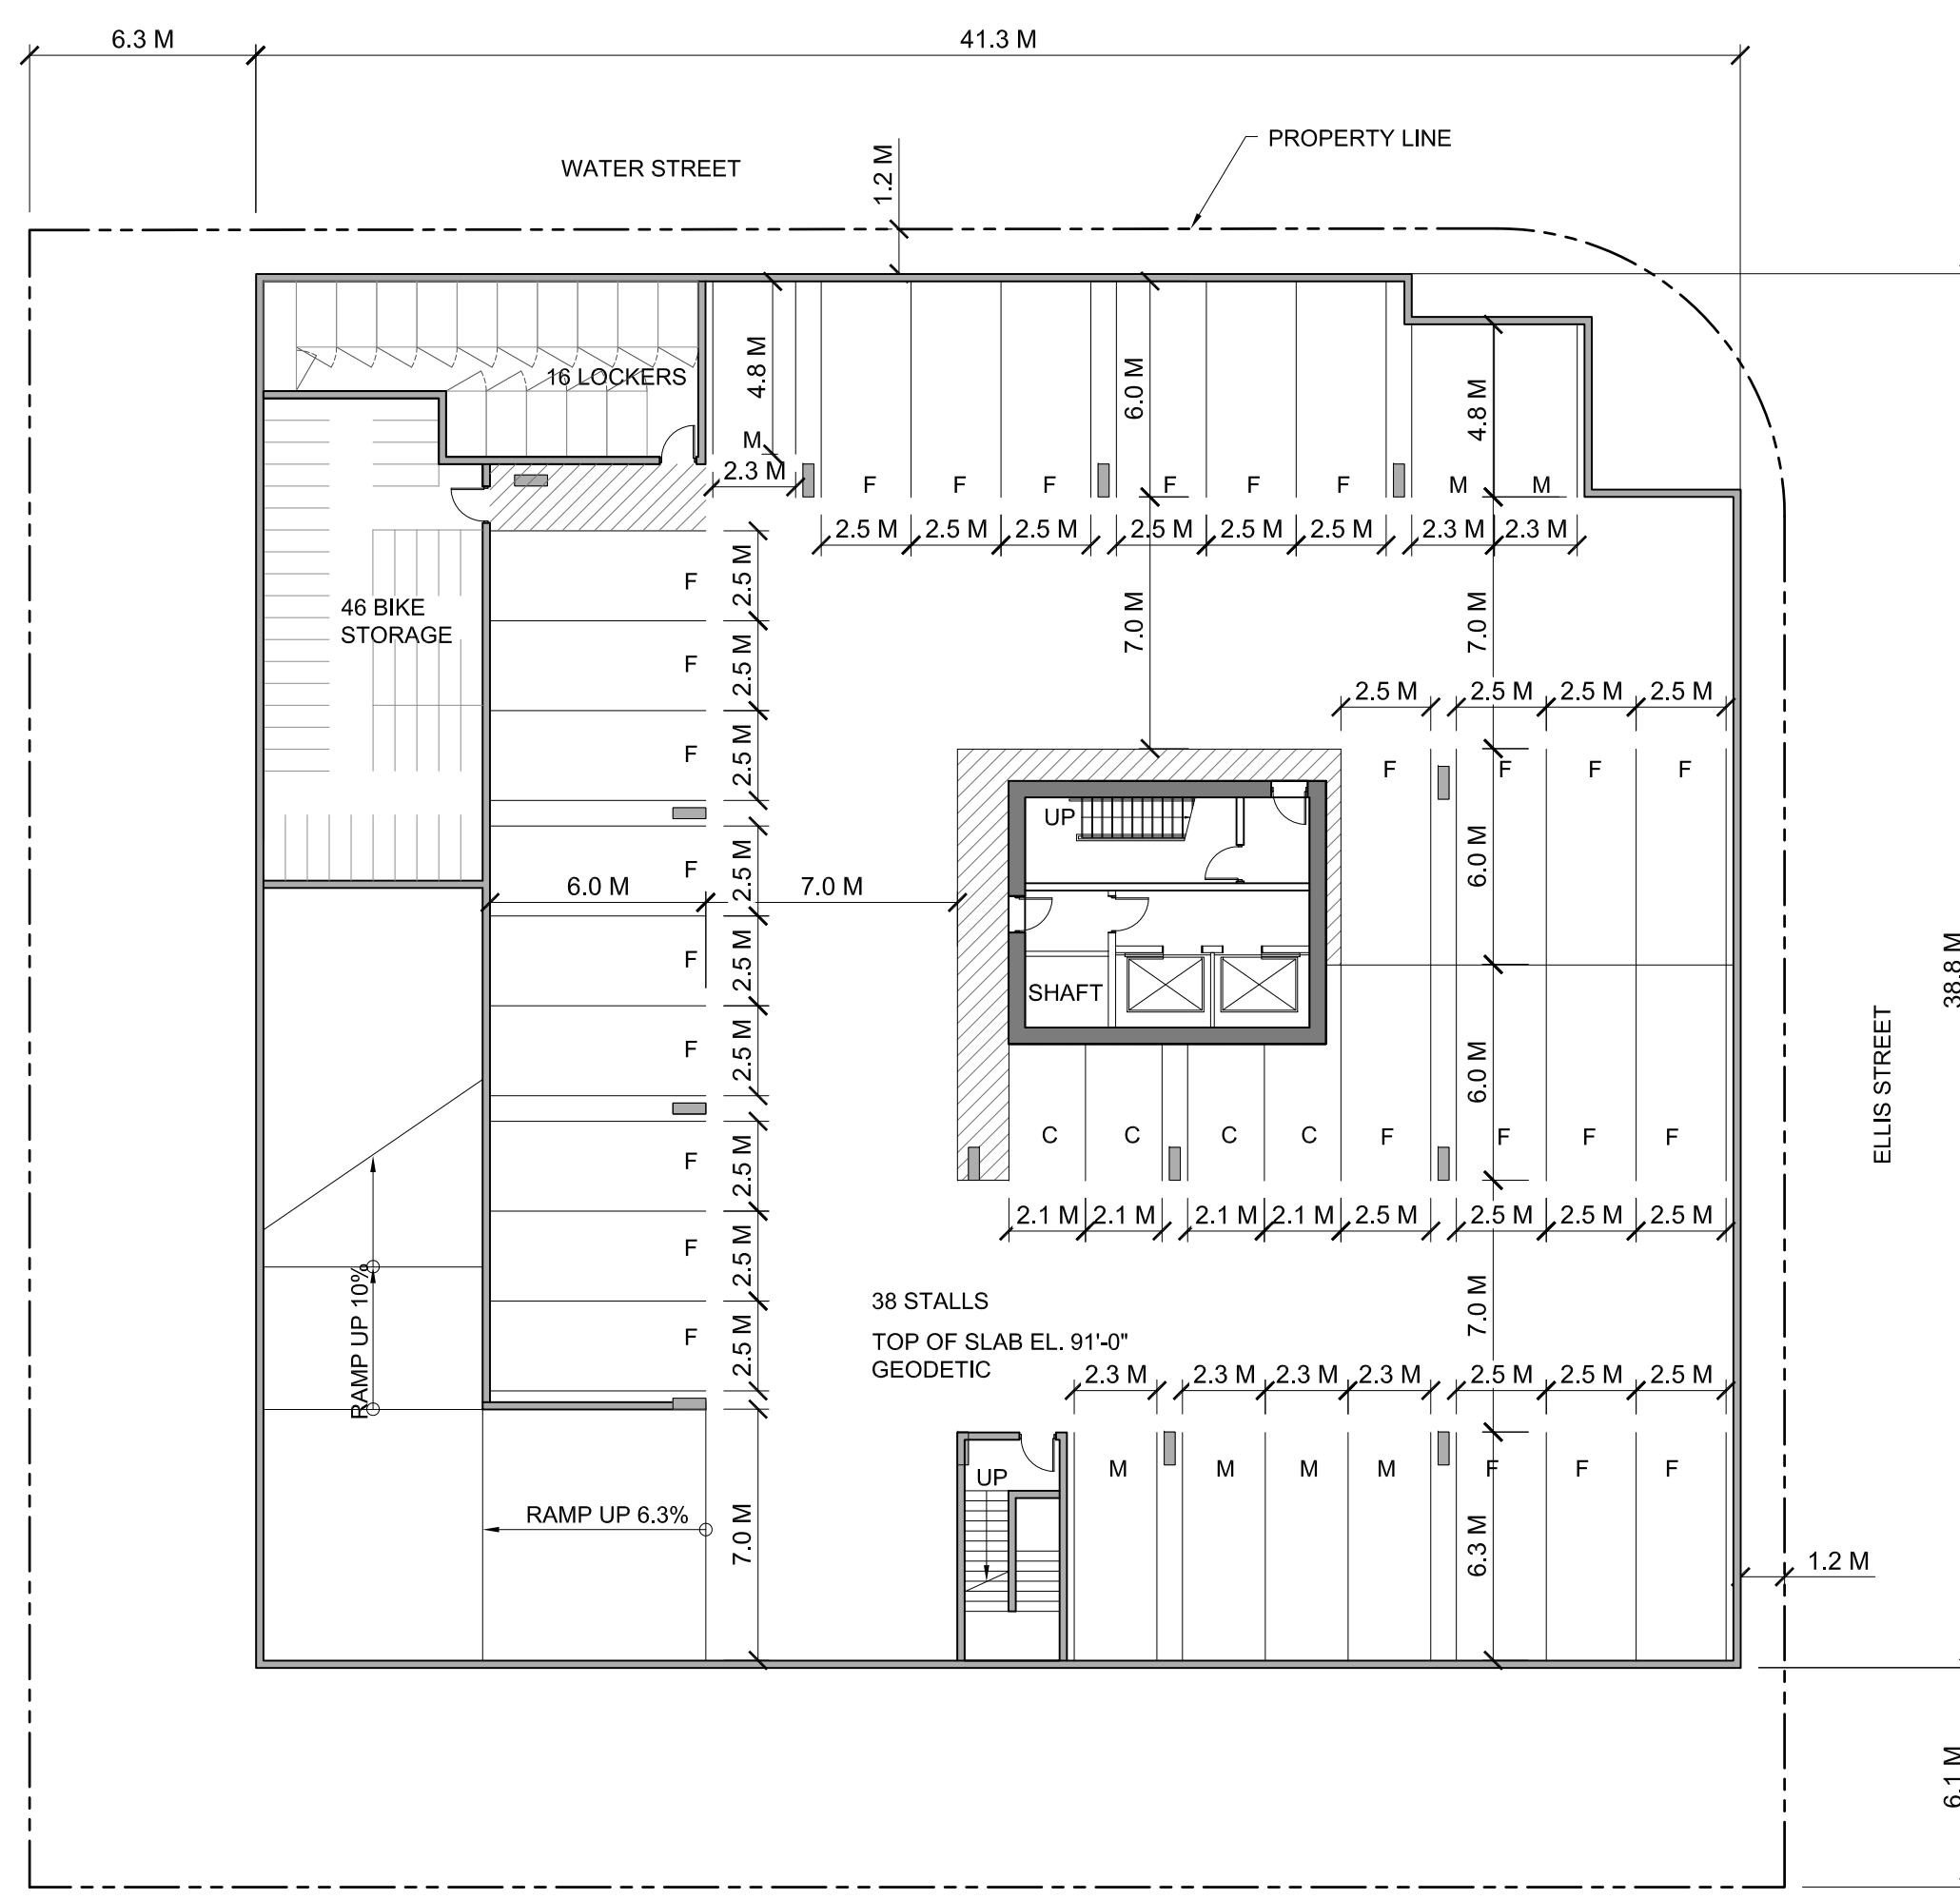 6.3 M
41.3 M
WATER STREET
1.2 M
PROPERTY LINE
16 LOCKERS
4.8 M
M
2.3 M
6.0 M
4.8 M
F F F F F F M M
2.5 M 2.5 M 2.5 M 2.5 M 2.5 M 2.5 M 2.3 M 2.3 M
46 BIKE
STORAGE
F
2.5 M
F
2.5 M
F
2.5 M
F
2.5 M
F
2.5 M
F
2.5 M
F
2.5 M
F
2.5 M
F
2.5 M
7.0 M
7.0 M
2.5 M 2.5 M 2.5 M 2.5 M
F F F F
UP
6.0 M
7.0 M
6.0 M
SHAFT
6.0 M
38.8 M
ELLIS STREET
C C C C F F F F
2.1 M 2.1 M 2.1 M 2.1 M 2.5 M 2.5 M 2.5 M 2.5 M
RAMP UP 10%
38 STALLS
TOP OF SLAB EL. 91'-0"
GEODETIC
7.0 M
2.3 M 2.3 M 2.3 M 2.3 M 2.5 M 2.5 M 2.5 M
M M M M F F F
UP
RAMP UP 6.3%
7.0 M
6.3 M
1.2 M
6.1 M